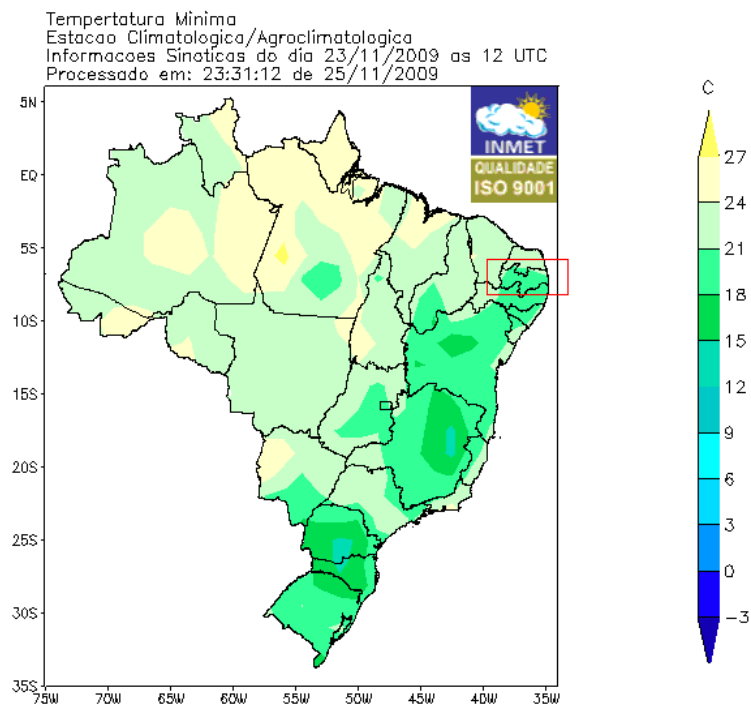 Tempertatura Minima
Estacao Climatologica/Agroclimatologica
Informacoes Sinoticas do dia 23/11/2009 as 12 UTC
Processado em: 23:31:12 de 25/11/2009
INMET
QUALIDADE
ISO 9001
5N
EQ
5S
10S
15S
20S
25S
30S
35S
75W 70W 65W 60W 55W 50W 45W 40W 35W
C
27
24
21
18
15
12
9
6
3
0
-3